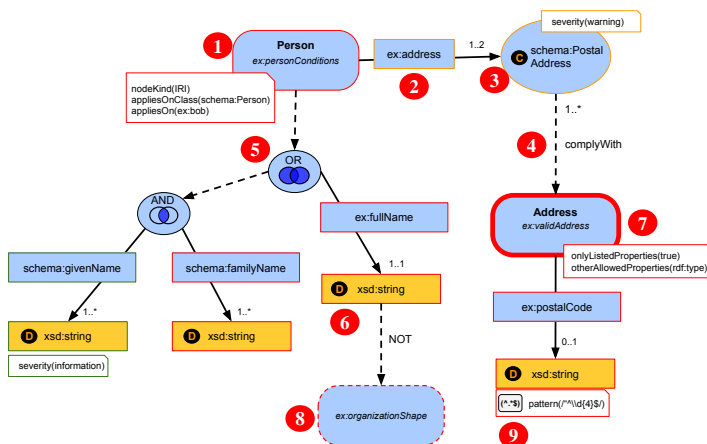 severity(warning)
1
Person
ex:personConditions
ex:address
1..2
C
schema:Postal
Address
2
3
nodeKind(IRI)
appliesOnClass(schema:Person)
appliesOn(ex:bob)
1..*
4
complyWith
5
OR
AND
ex:fullName
Address
ex:validAddress
7
onlyListedProperties(true)
otherAllowedProperties(rdf:type)
schema:givenName
schema:familyName
1..1
D xsd:string
ex:postalCode
1..*
1..*
D xsd:string
D xsd:string
6
NOT
0..1
severity(information)
D xsd:string
8
ex:organizationShape
(^.*$) pattern(/"^\\d{4}$/)
9